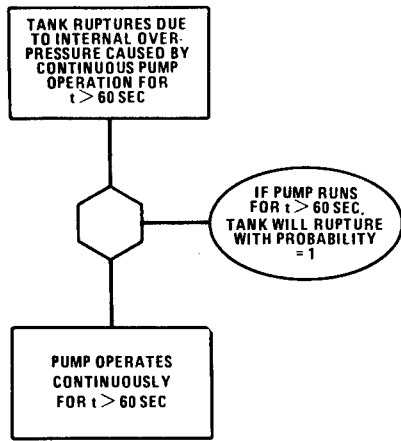 TANK RUPTURES DUE
TO INTERNAL OVER-
PRESSURE CAUSED BY
CONTINUOUS PUMP
OPERATION FOR
t > 60 SEC
IF PUMP RUNS
FOR t > 60 SEC,
TANK WILL RUPTURE
WITH PROBABILITY
= 1
PUMP OPERATES
CONTINUOUSLY
FOR t > 60 SEC